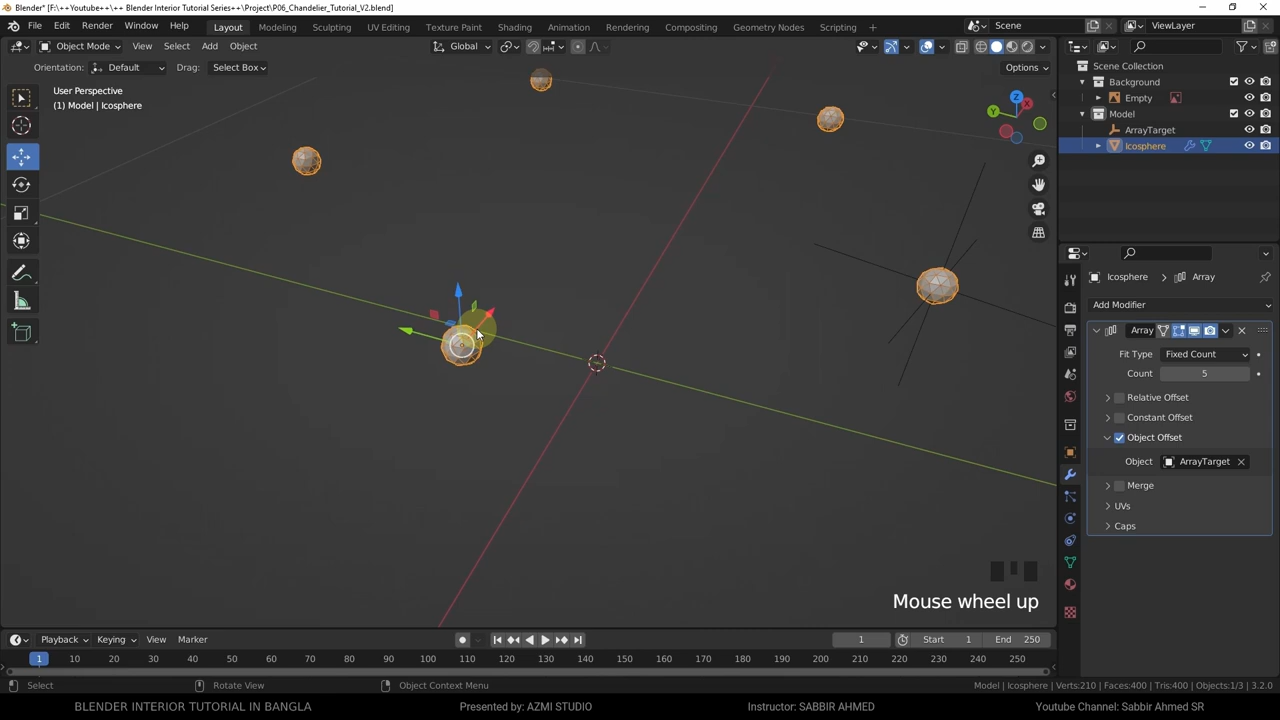 Blender* [F:\++Youtube++\++ Blender Interior Tutorial Series++\Project\P06_Chandelier_Tutorial_V2.blend]
File Edit Render Window Help Layout Modeling Sculpting UV Editing Texture Paint Shading Animation Rendering Compositing Geometry Nodes Scripting + Scene ViewLayer
Object Mode View Select Add Object Global
Orientation: Default Drag: Select Box Options
User Perspective
(1) Model | Icosphere
Z
X
Y
Scene Collection
Background
Empty
Model
ArrayTarget
Icosphere
Icosphere > Array
Add Modifier
Array
Fit Type Fixed Count
Count 5
Relative Offset
Constant Offset
Object Offset
Object ArrayTarget
Merge
UVs
Caps
Mouse wheel up
Playback Keying View Marker 1 Start 1 End 250
1 10 20 30 40 50 60 70 80 90 100 110 120 130 140 150 160 170 180 190 200 210 220 230 240 250
Select Rotate View Object Context Menu Model | Icosphere | Verts:210 | Faces:400 | Tris:400 | Objects:1/3 | 3.2.0
BLENDER INTERIOR TUTORIAL IN BANGLA Presented by: AZMI STUDIO Instructor: SABBIR AHMED Youtube Channel: Sabbir Ahmed SR